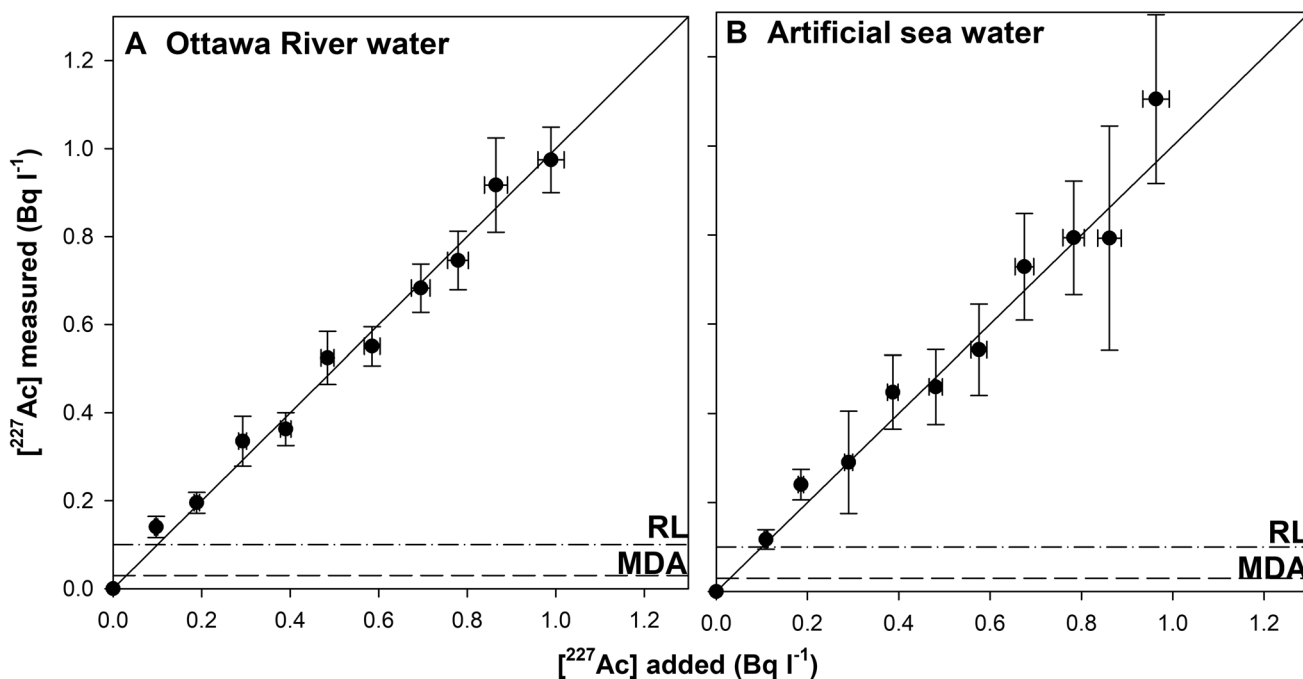 A Ottawa River water
B Artificial sea water
[²²⁷Ac] measured (Bq l⁻¹)
1.2
1.0
0.8
0.6
0.4
0.2
0.0
RL
MDA
RL
MDA
0.0 0.2 0.4 0.6 0.8 1.0 1.2
0.0 0.2 0.4 0.6 0.8 1.0
[²²⁷Ac] added (Bq l⁻¹)